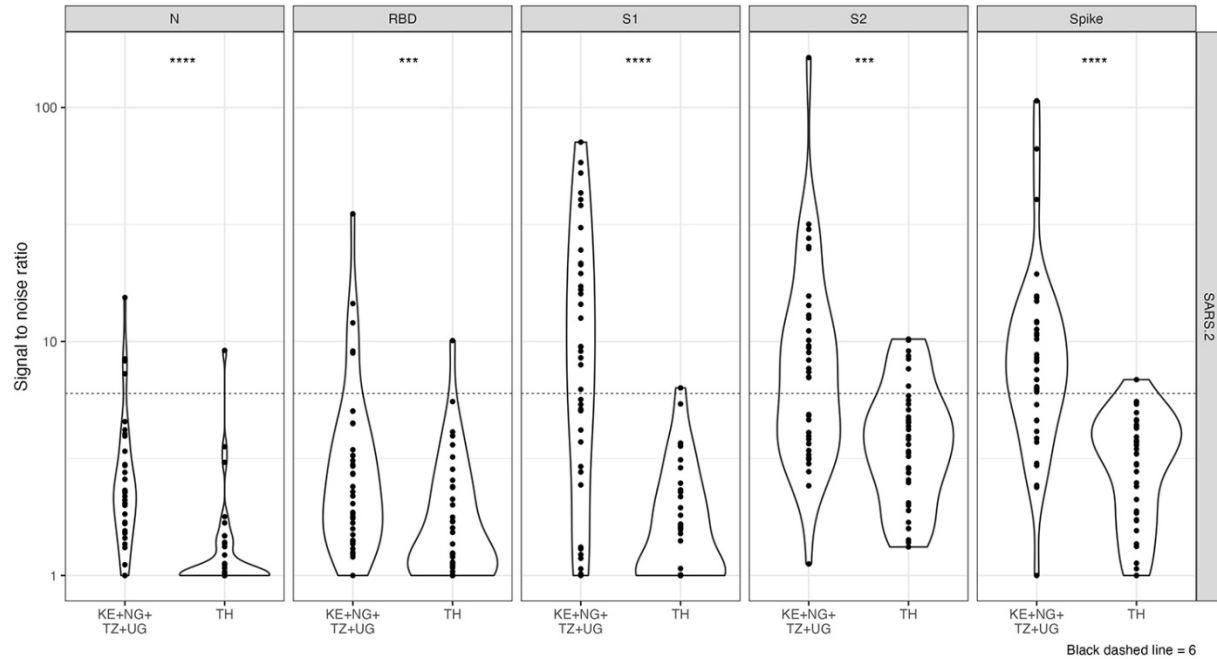 N
RBD
S1
S2
Spike
****
***
****
***
****
100
10
1
Signal to noise ratio
SARS.2
KE+NG+
TZ+UG
TH
KE+NG+
TZ+UG
TH
KE+NG+
TZ+UG
TH
KE+NG+
TZ+UG
TH
KE+NG+
TZ+UG
TH
Black dashed line = 6